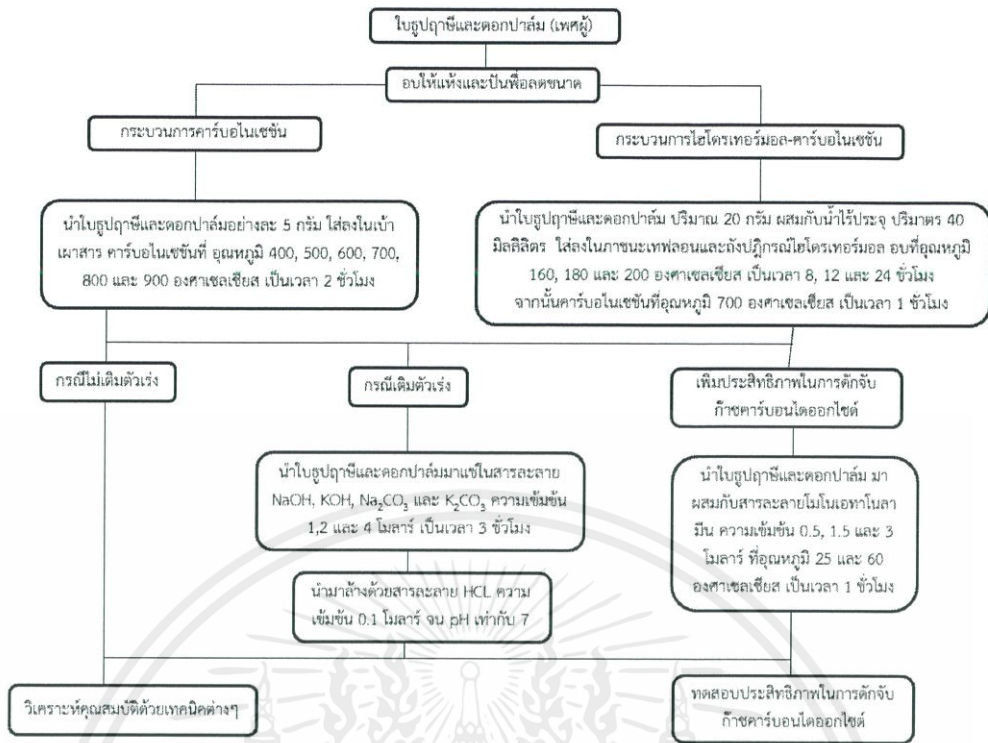 ใบธูปฤาษีและดอกปาล์ม (เพศผู้)
อบให้แห้งและปั่นเพื่อลดขนาด
กระบวนการคาร์บอไนเซชัน
กระบวนการไฮโดรเทอร์มอล-คาร์บอไนเซชัน
นำใบธูปฤาษีและดอกปาล์มอย่างละ 5 กรัม ใส่ลงในเบ้า
เผาสาร คาร์บอไนเซชันที่ อุณหภูมิ 400, 500, 600, 700,
800 และ 900 องศาเซลเซียส เป็นเวลา 2 ชั่วโมง
นำใบธูปฤาษีและดอกปาล์ม ปริมาณ 20 กรัม ผสมกับน้ำไร้ประจุ ปริมาตร 40
มิลลิลิตร ใส่ลงในภาชนะเทฟลอนและถังปฏิกรณ์ไฮโดรเทอร์มอล อบที่อุณหภูมิ
160, 180 และ 200 องศาเซลเซียส เป็นเวลา 8, 12 และ 24 ชั่วโมง
จากนั้นคาร์บอไนเซชันที่อุณหภูมิ 700 องศาเซลเซียส เป็นเวลา 1 ชั่วโมง
กรณีไม่เติมตัวเร่ง
กรณีเติมตัวเร่ง
เพิ่มประสิทธิภาพในการดักจับ
ก๊าซคาร์บอนไดออกไซด์
นำใบธูปฤาษีและดอกปาล์มมาแช่ในสารละลาย
NaOH, KOH, Na₂CO₃ และ K₂CO₃ ความเข้มข้น
1,2 และ 4 โมลาร์ เป็นเวลา 3 ชั่วโมง
นำใบธูปฤาษีและดอกปาล์ม มา
ผสมกับสารละลายโมโนเอทาโนลา
มีน ความเข้มข้น 0.5, 1.5 และ 3
โมลาร์ ที่อุณหภูมิ 25 และ 60
องศาเซลเซียส เป็นเวลา 1 ชั่วโมง
นำมาล้างด้วยสารละลาย HCL ความ
เข้มข้น 0.1 โมลาร์ จน pH เท่ากับ 7
วิเคราะห์คุณสมบัติด้วยเทคนิคต่างๆ
ทดสอบประสิทธิภาพในการดักจับ
ก๊าซคาร์บอนไดออกไซด์